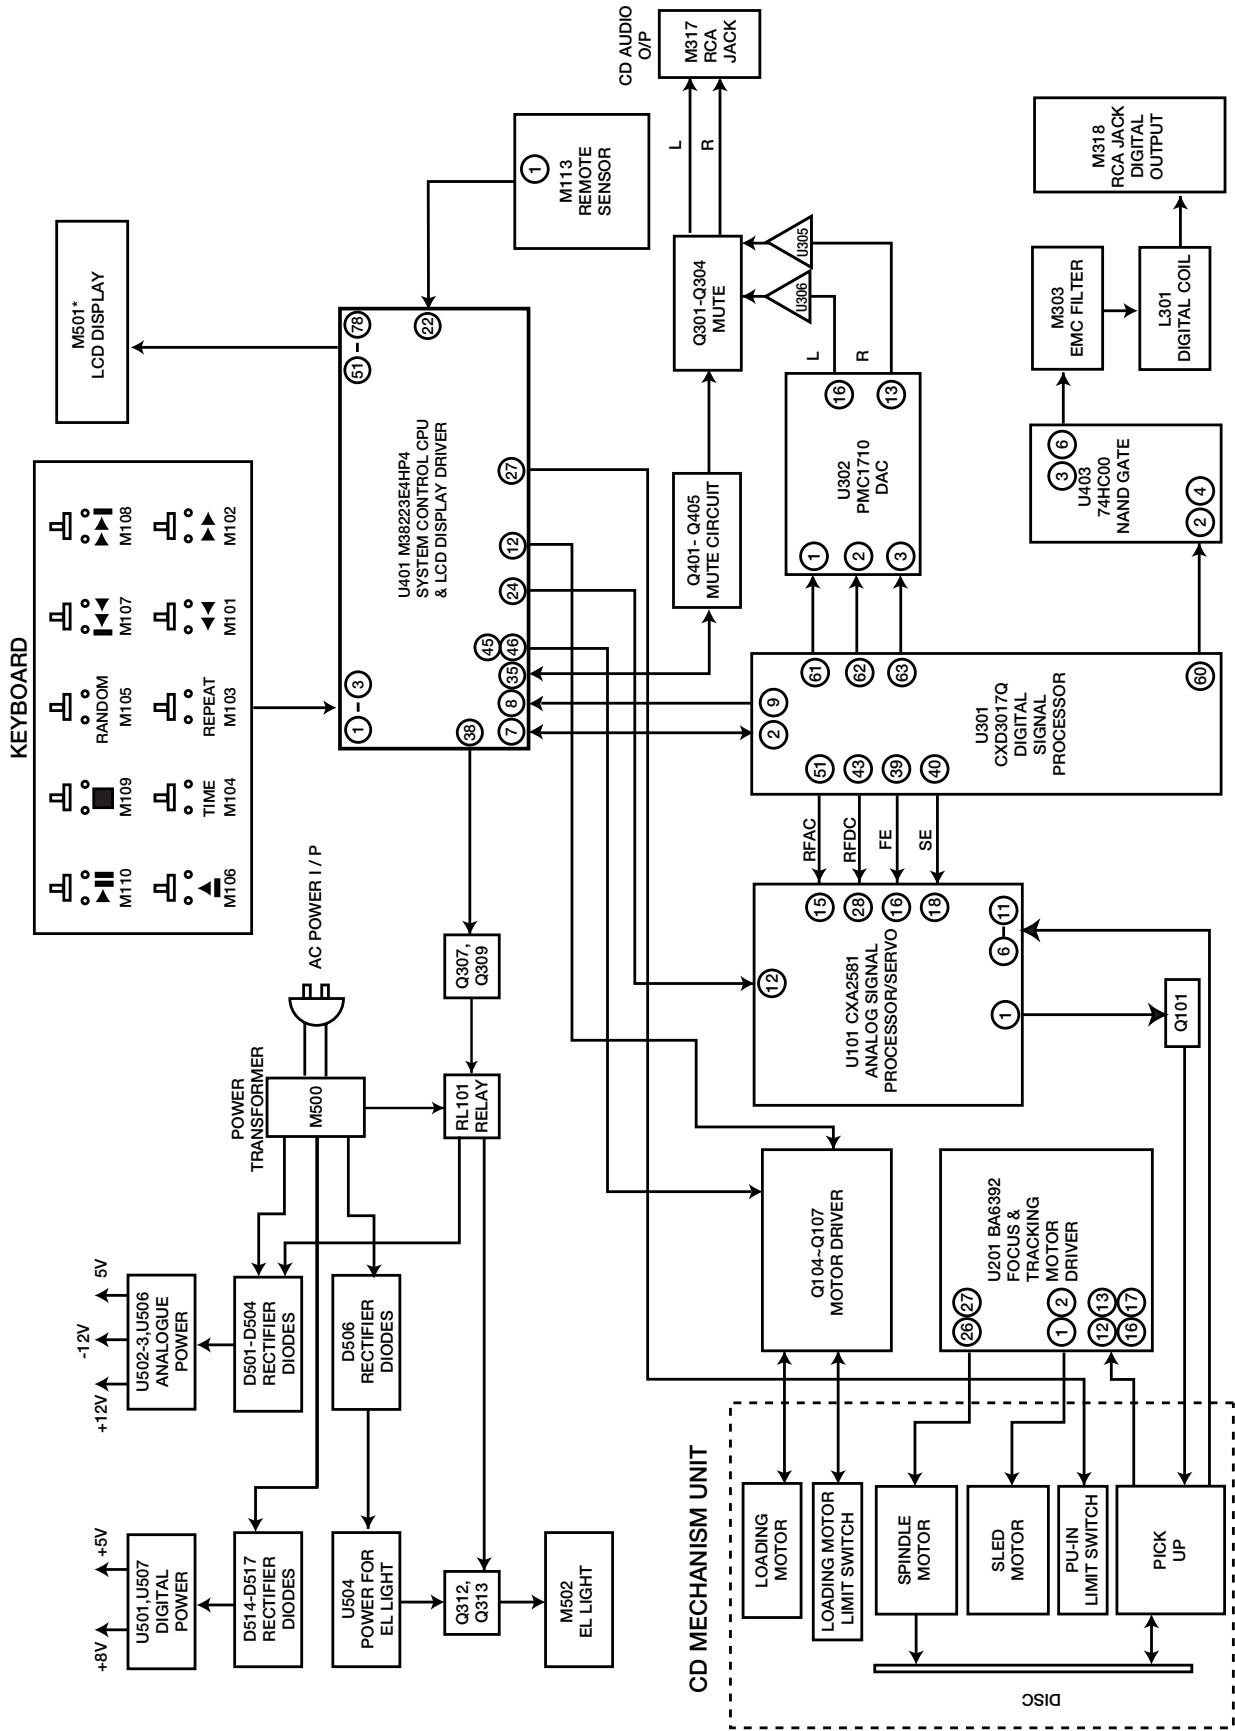 KEYBOARD
M110
M109
RANDOM
M105
M107
M108
M106
TIME
M104
REPEAT
M103
M101
M102
M501*
LCD DISPLAY
CD AUDIO
O/P
M317
RCA
JACK
L
R
1
M113
REMOTE
SENSOR
1
3
51
78
22
U401 M38223E4HP4
SYSTEM CONTROL CPU
& LCD DISPLAY DRIVER
38
7
8
35
45
46
24
12
27
AC POWER I / P
POWER
TRANSFORMER
M500
Q307,
Q309
RL101
RELAY
+8V
+5V
U501,U507
DIGITAL
POWER
D514-D517
RECTIFIER
DIODES
+12V
-12V
5V
U502-3,U506
ANALOGUE
POWER
D501-D504
RECTIFIER
DIODES
D506
RECTIFIER
DIODES
U504
POWER FOR
EL LIGHT
Q312,
Q313
M502
EL LIGHT
Q401- Q405
MUTE CIRCUIT
Q301-Q304
MUTE
U306
U305
L
R
1
2
3
U302
PMC1710
DAC
16
13
2
9
61
62
63
60
51
43
39
40
U301
CXD3017Q
DIGITAL
SIGNAL
PROCESSOR
RFAC
RFDC
FE
SE
12
15
28
16
18
1
6
11
U101 CXA2581
ANALOG SIGNAL
PROCESSOR/SERVO
Q101
2
4
3
6
U403
74HC00
NAND GATE
M303
EMC FILTER
L301
DIGITAL COIL
M318
RCA JACK
DIGITAL
OUTPUT
Q104~Q107
MOTOR DRIVER
U201 BA6392
FOCUS &
TRACKING
MOTOR
DRIVER
26
27
1
2
12
13
16
17
CD MECHANISM UNIT
LOADING
MOTOR
LOADING MOTOR
LIMIT SWITCH
SPINDLE
MOTOR
SLED
MOTOR
PU-IN
LIMIT SWITCH
PICK
UP
DISC